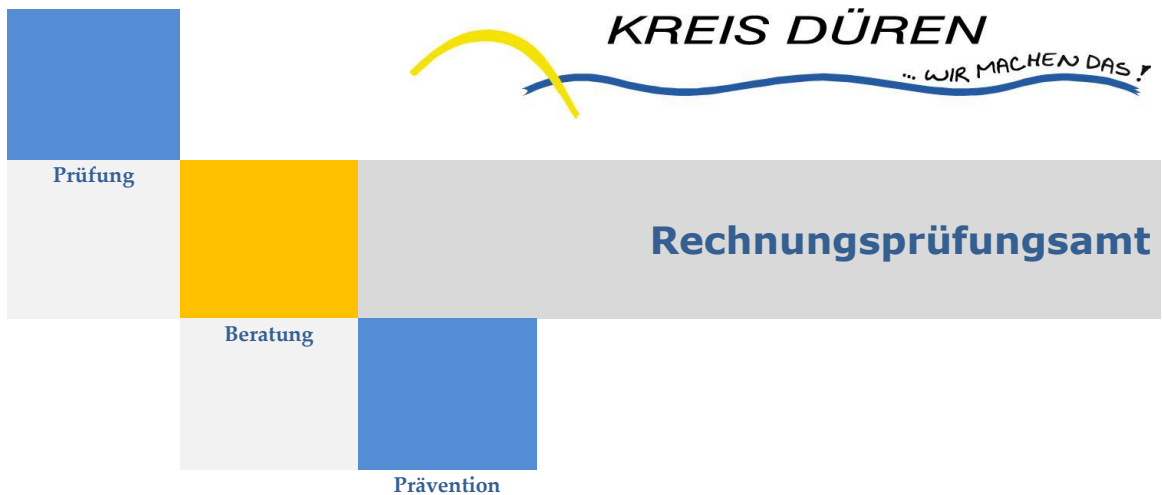 KREIS DÜREN
... WIR MACHEN DAS !
Prüfung
Rechnungsprüfungsamt
Beratung
Prävention